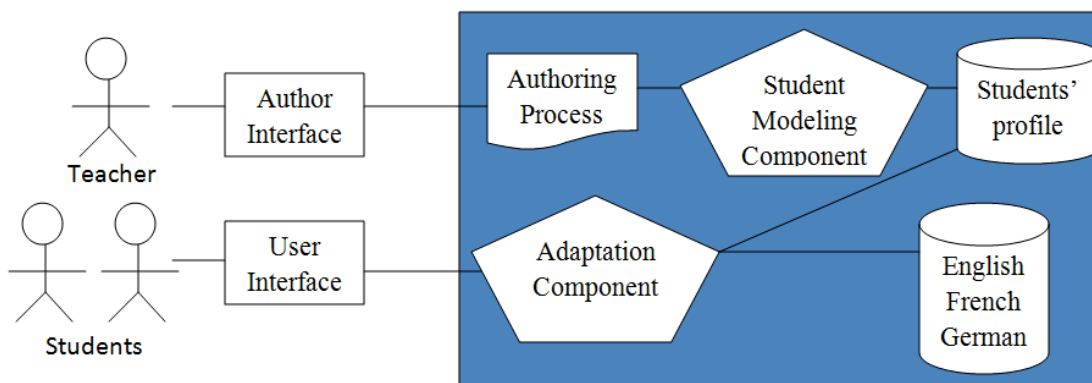 Teacher
Author
Interface
Authoring
Process
Student
Modeling
Component
Students’
profile
Students
User
Interface
Adaptation
Component
English
French
German